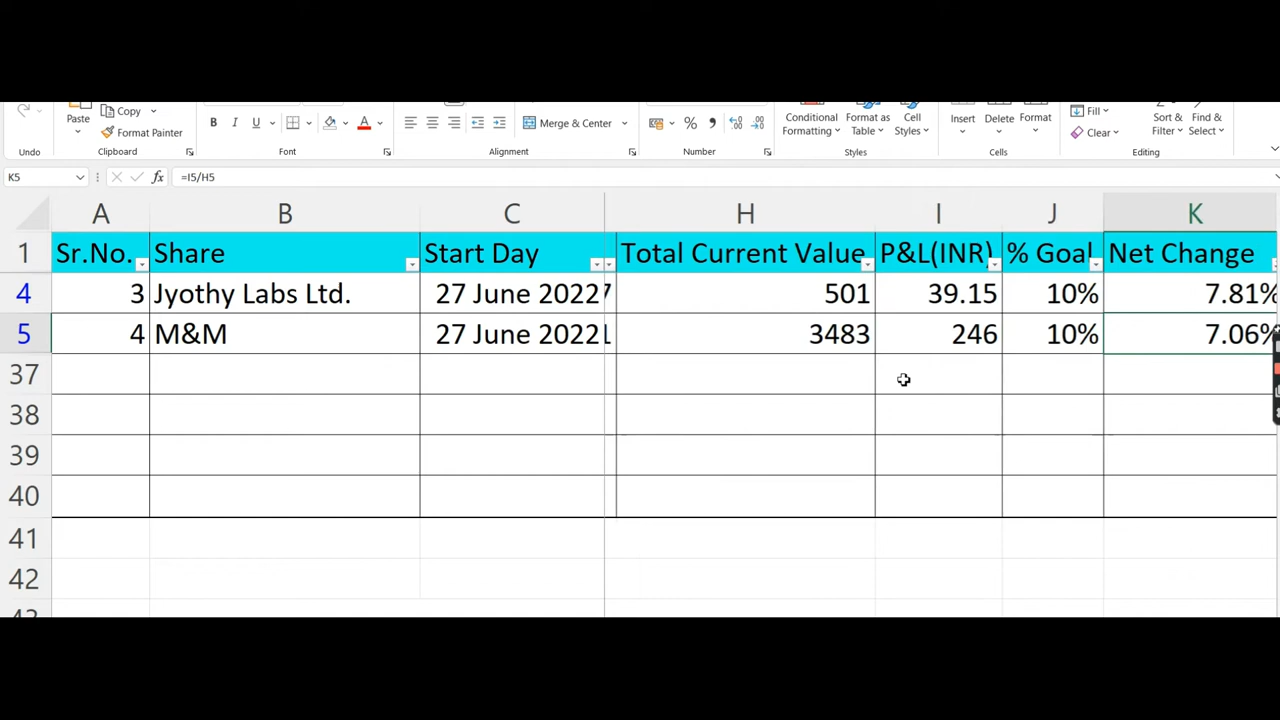 Copy
Paste
Format Painter
B I U A
Merge & Center
%
Conditional Formatting
Format as Table
Cell Styles
Insert Delete Format
Fill
Clear
Sort & Filter
Find & Select
Undo Clipboard Font Alignment Number Styles Cells Editing
K5 fx =I5/H5
A B C H I J K
1 Sr.No. Share Start Day Total Current Value P&L(INR) % Goal Net Change
4 3 Jyothy Labs Ltd. 27 June 2022 7 501 39.15 10% 7.81%
5 4 M&M 27 June 2022 1 3483 246 10% 7.06%
37
38
39
40
41
42